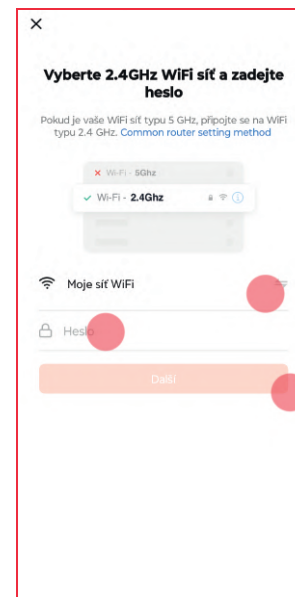 Vyberte 2.4GHz WiFi síť a zadejte
heslo
Pokud je vaše WiFi síť typu 5 GHz, připojte se na WiFi
typu 2.4 GHz. Common router setting method
Wi-Fi - 5Ghz
Wi-Fi - 2.4Ghz
Moje síť WiFi
Heslo
Další